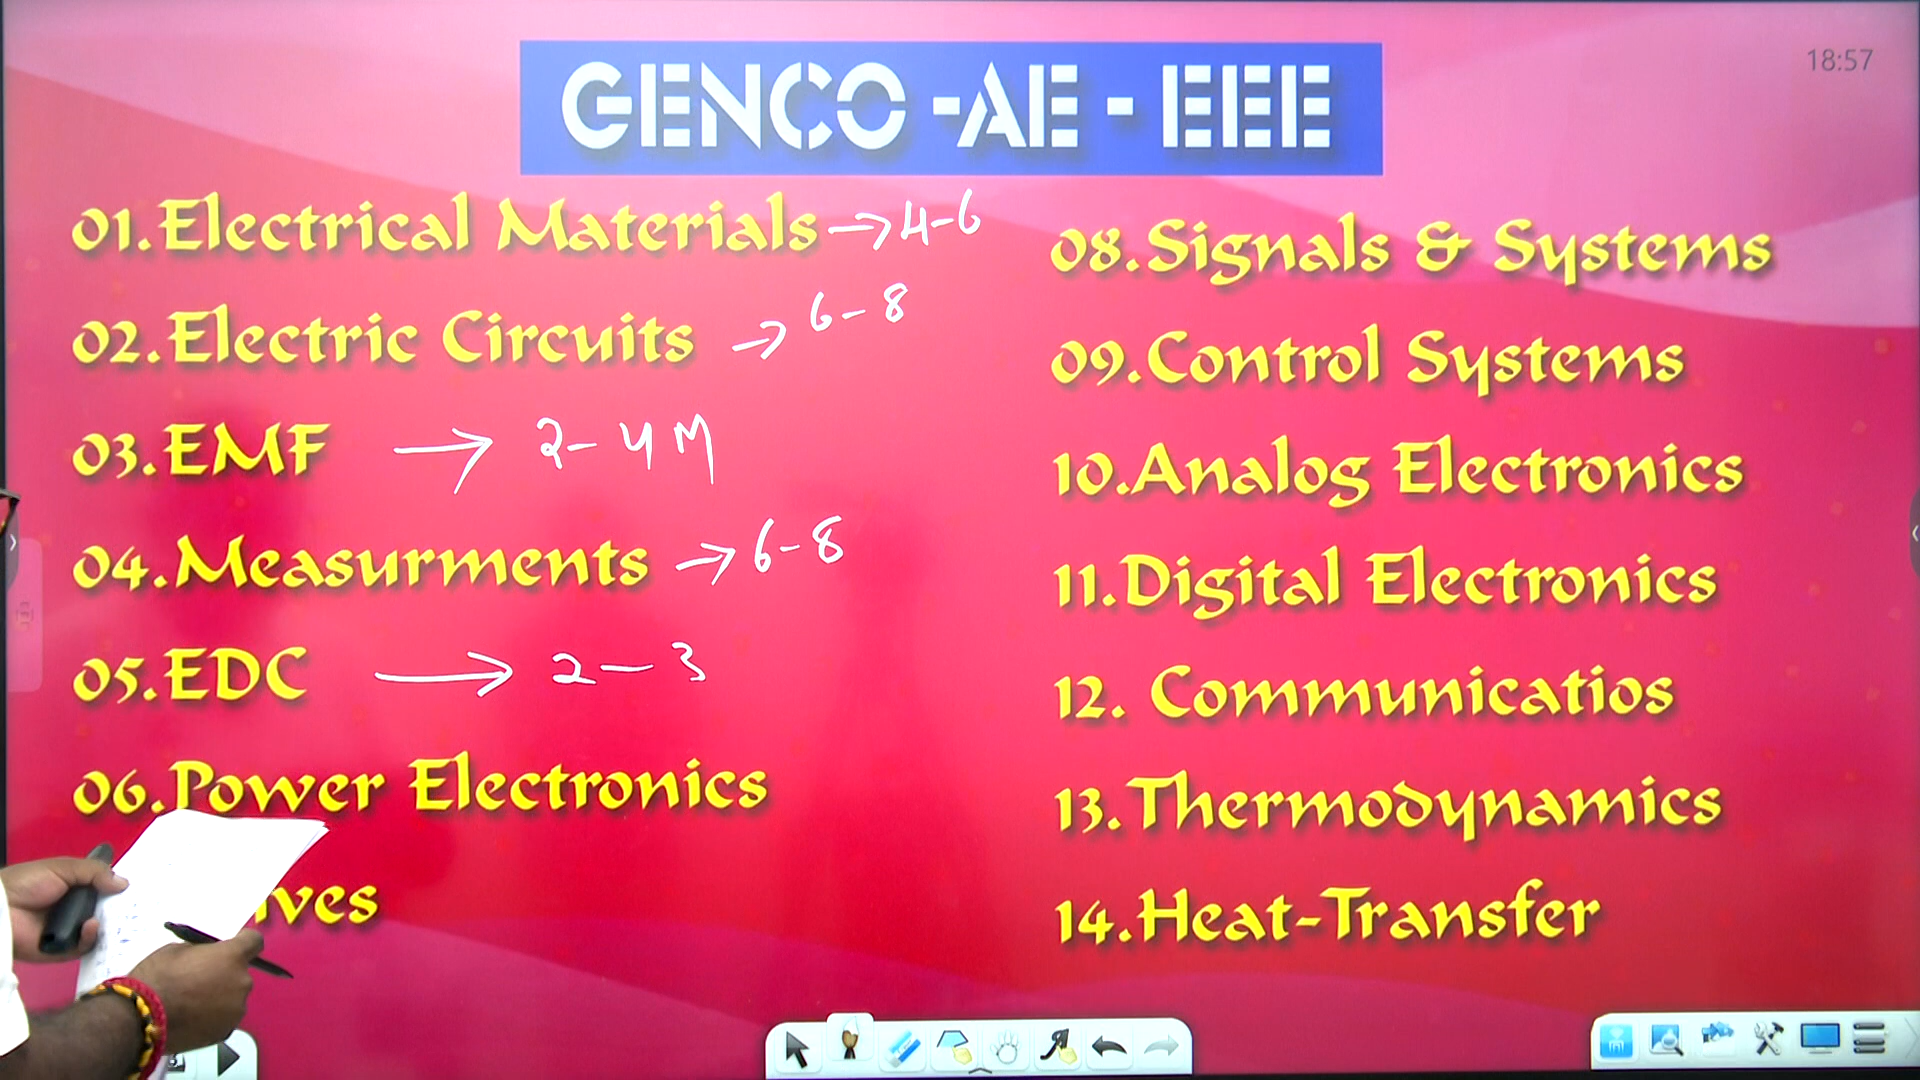 GENCO -AE - EEE
18:57
01.Electrical Materials → 4-6
02.Electric Circuits → 6-8
03.EMF → 2-4M
04.Measurments → 6-8
05.EDC → 2-3
06.Power Electronics
ives
08.Signals & Systems
09.Control Systems
10.Analog Electronics
11.Digital Electronics
12. Communicatios
13.Thermodynamics
14.Heat-Transfer